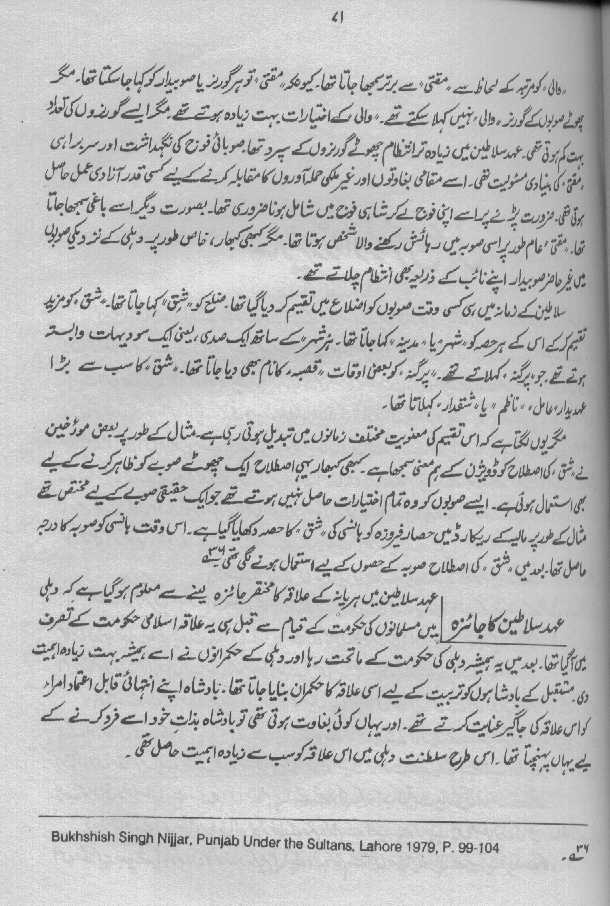 ۷۱
"والی" کو مرتبہ کے لحاظ سے "مفتی" سے برتر سمجھا جاتا تھا۔ کیونکہ "مفتی" تو ہر گورنر یا صوبیدار کو کہا جاسکتا تھا۔ مگر
چھوٹے صوبوں کے گورنر "والی" نہیں کہلا سکتے تھے۔ "والی" کے اختیارات بہت زیادہ ہوتے تھے۔ مگر ایسے گورنروں کی تعداد
بہت کم ہوتی تھی۔ عہد سلاطین میں زیادہ تر انتظام چھوٹے گورنروں کے سپرد تھا۔ صوبائی فوج کی نگہداشت اور سربراہی
"مفتی" کی بنیادی مسئولیت تھی۔ اسے مقامی بغاوتوں اور غیر ملکی حملہ آوروں کا مقابلہ کرنے کے لیے کسی قدر آزادی عمل حاصل
ہوتی تھی۔ ضرورت پڑنے پر اسے اپنی فوج لے کر شاہی فوج میں شامل ہونا ضروری تھا۔ بصورت دیگر اسے باغی سمجھا جاتا
تھا۔ "مفتی" عام طور پر اسی صوبہ میں رہائش رکھنے والا شخص ہوتا تھا۔ مگر کبھی کبھار، خاص طور پر، دہلی کے نزدیکی صوبوں
میں غیر حاضر صوبیدار اپنے نائب کے ذریعہ بھی انتظام چلاتے تھے۔
سلاطین کے زمانہ میں ہی کسی وقت صوبوں کو اضلاع میں تقسیم کر دیا گیا تھا۔ ضلع کو "شق" کہا جاتا تھا۔ "شق" کو مزید
تقسیم کر کے اس کے ہر حصہ کو "شہر" یا "مدینہ" کہا جاتا تھا۔ ہر "شہر" کے ساتھ ایک صدی، یعنی ایک سو دیہات وابستہ
ہوتے تھے۔ جو "پرگنہ" کہلاتے تھے۔ "پرگنہ" کو بعض اوقات "قصبہ" کا نام بھی دیا جاتا تھا۔ "شق" کا سب سے بڑا
عہدیدار "عامل"، "ناظم" یا "شقدار" کہلاتا تھا۔
مگر یوں لگتا ہے کہ اس تقسیم کی معنویت مختلف زمانوں میں تبدیل ہوتی رہی ہے۔ مثال کے طور پر بعض مورٔخین
نے "شق" کی اصطلاح کو ڈویژن کے ہم معنی سمجھا ہے۔ کبھی کبھار یہی اصطلاح ایک چھوٹے صوبے کو ظاہر کرنے کے لیے
بھی استعمال ہوئی ہے۔ ایسے صوبوں کو وہ تمام اختیارات حاصل نہیں ہوتے تھے جو ایک حقیقی صوبے کے لیے مختص تھے
مثال کے طور پر مالیہ کے ریکارڈ میں حصار فیروزہ کو ہانسی کی "شق" کا حصہ دکھایا گیا ہے۔ اس وقت ہانسی کو صوبہ کا درجہ
حاصل تھا۔ بعد میں "شق" کی اصطلاح صوبہ کے حصوں کے لیے استعمال ہونے لگی تھی۔ ۳۶
عہد سلاطین کا جائزہ
عہد سلاطین میں ہریانہ کے علاقہ کا مختصر جائزہ لینے سے معلوم ہو گیا ہے کہ دہلی
میں مسلمانوں کی حکومت کے قیام سے قبل ہی یہ علاقہ اسلامی حکومت کے تصرف
میں آگیا تھا۔ بعد میں یہ ہمیشہ دہلی کی حکومت کے ماتحت رہا اور دہلی کے حکمرانوں نے اسے ہمیشہ بہت زیادہ اہمیت
دی۔ مستقبل کے بادشاہوں کو تربیت کے لیے اسی علاقہ کا حکمران بنایا جاتا تھا۔ بادشاہ اپنے انتہائی قابل اعتماد امراء
کو اس علاقہ کی جاگیر عنایت کرتے تھے۔ اور یہاں کوئی بغاوت ہوتی تھی تو بادشاہ بذات خود اسے فرد کرنے کے
لیے یہاں پہنچتا تھا۔ اس طرح سلطنت دہلی میں اس علاقہ کو سب سے زیادہ اہمیت حاصل تھی۔
۳۶؎ Bukhshish Singh Nijjar, Punjab Under the Sultans, Lahore 1979, P. 99-104